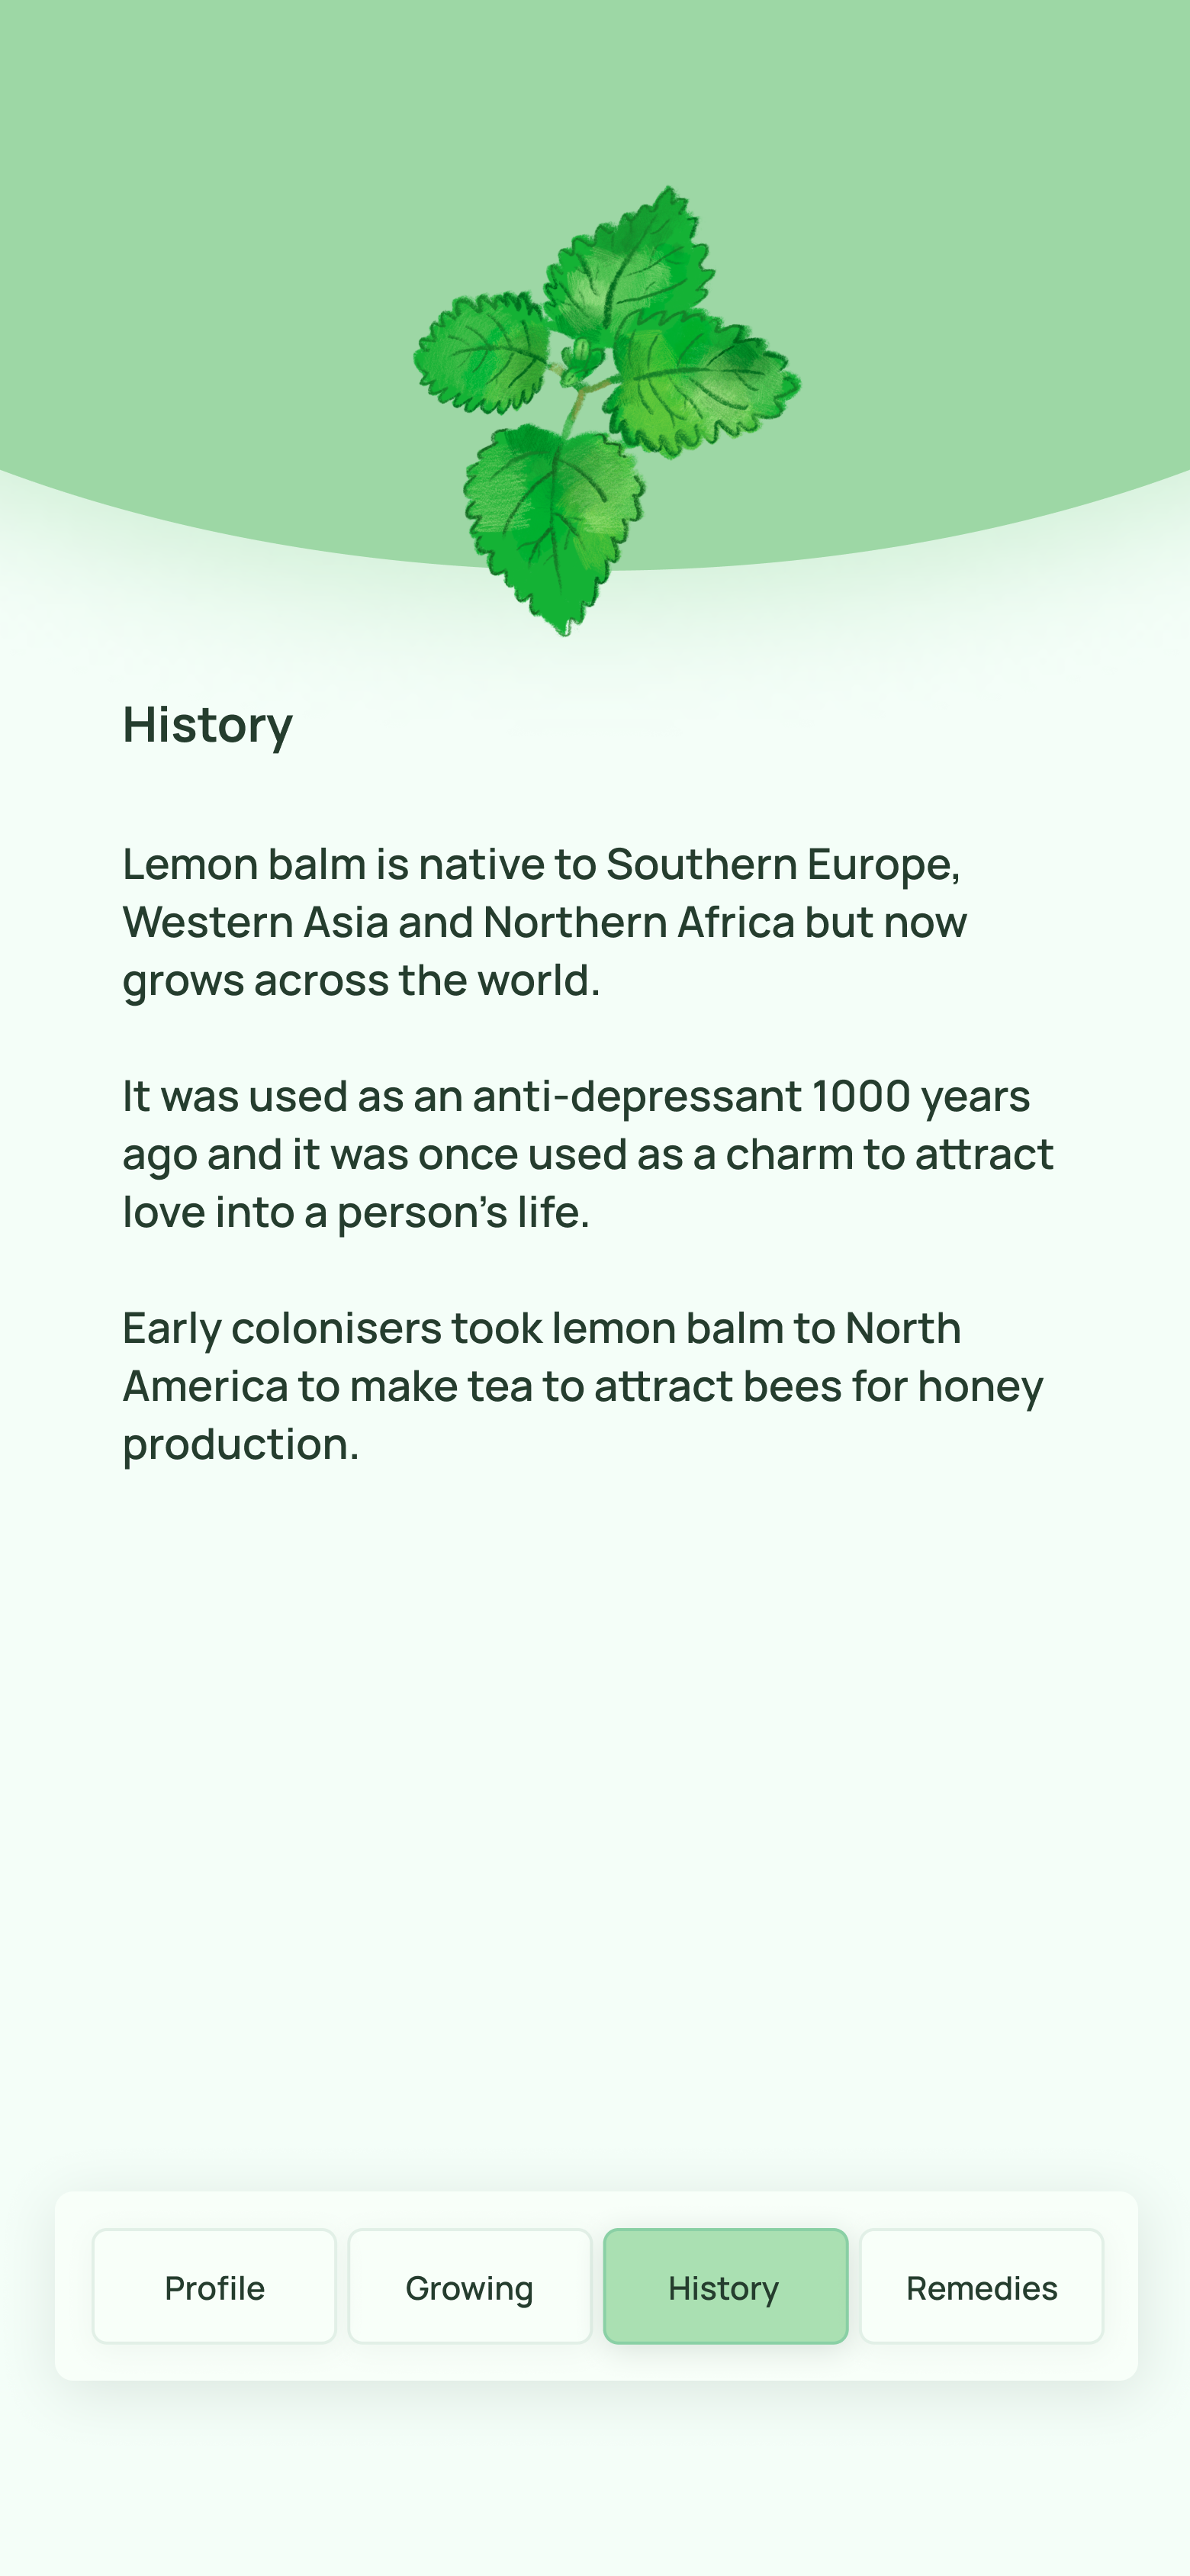 History
Lemon balm is native to Southern Europe,
Western Asia and Northern Africa but now
grows across the world.
It was used as an anti-depressant 1000 years
ago and it was once used as a charm to attract
love into a person’s life.
Early colonisers took lemon balm to North
America to make tea to attract bees for honey
production.
Profile
Growing
History
Remedies